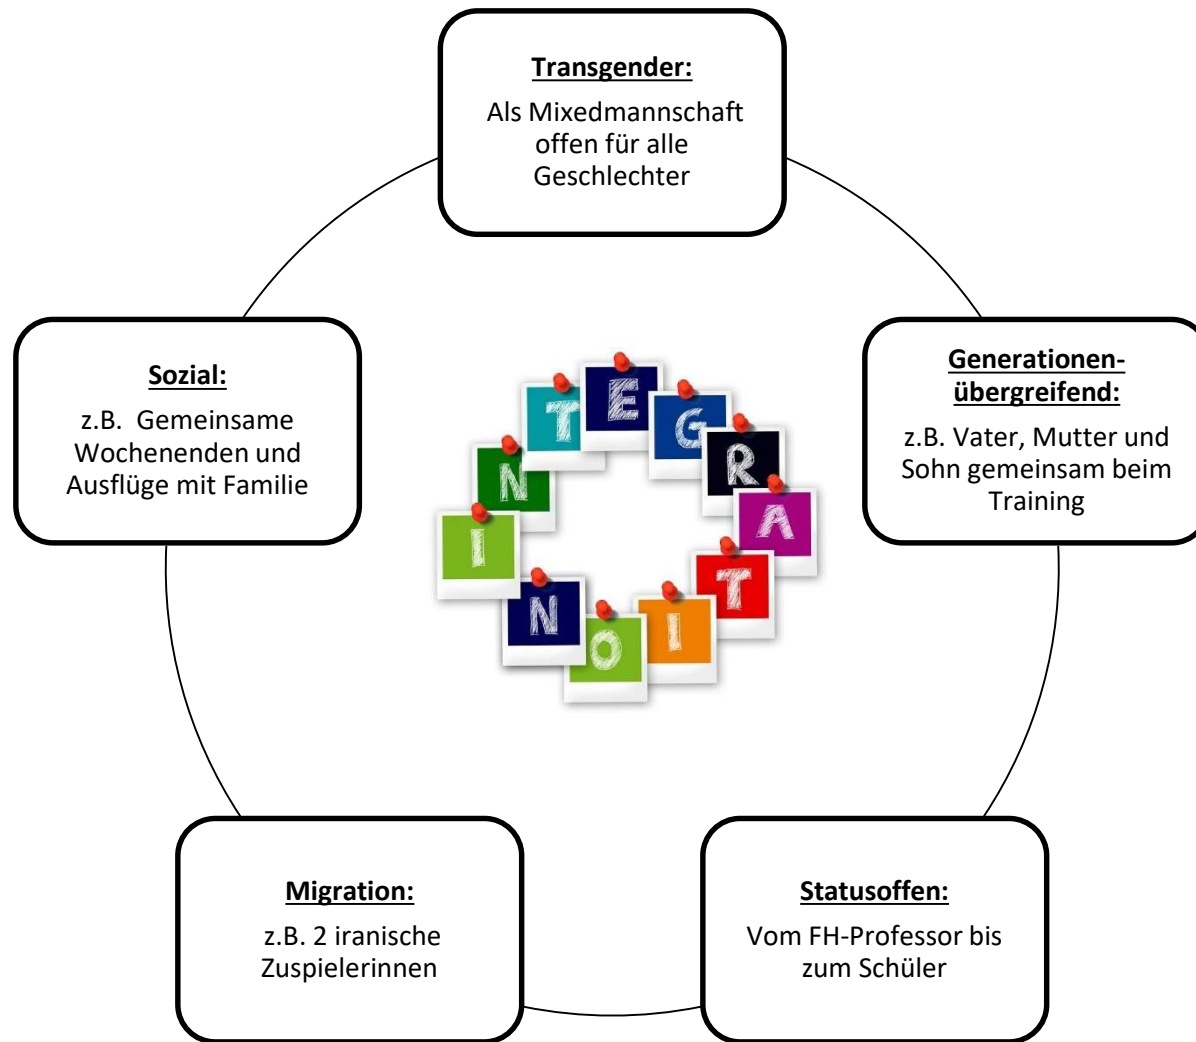 Transgender:
Als Mixedmannschaft
offen für alle
Geschlechter
Generationen-
übergreifend:
z.B. Vater, Mutter und
Sohn gemeinsam beim
Training
Statusoffen:
Vom FH-Professor bis
zum Schüler
Migration:
z.B. 2 iranische
Zuspielerinnen
Sozial:
z.B. Gemeinsame
Wochenenden und
Ausflüge mit Familie
INTEGRATION